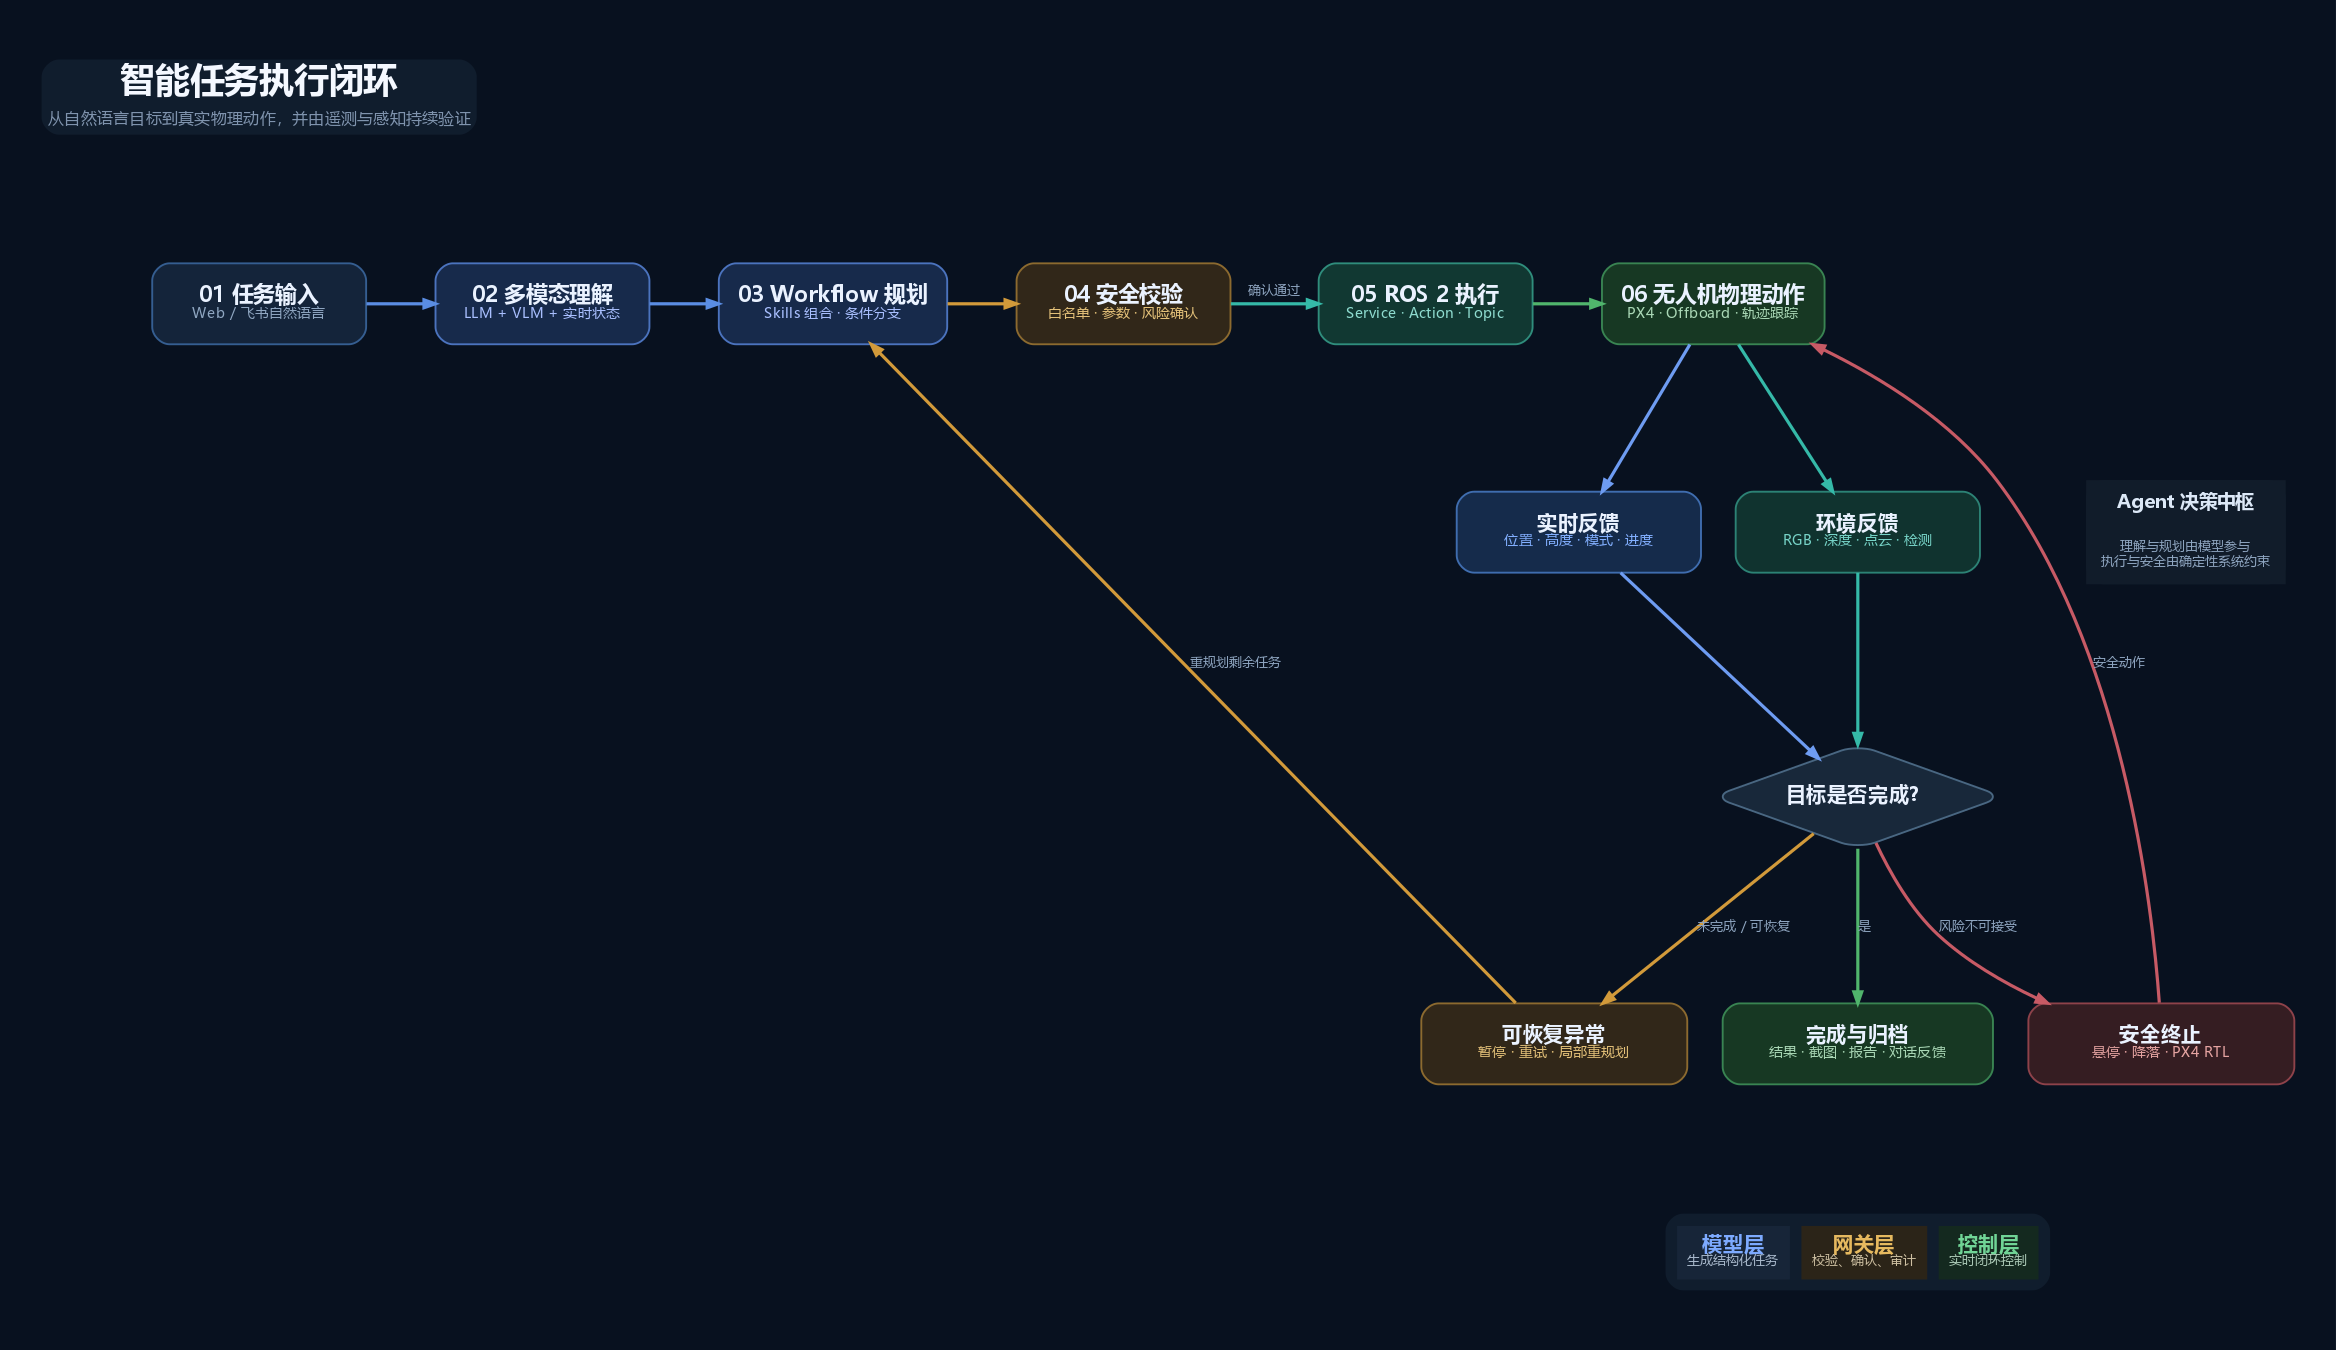 智能任务执行闭环
从自然语言目标到真实物理动作，并由遥测与感知持续验证
01 任务输入
Web / 飞书自然语言
02 多模态理解
LLM + VLM + 实时状态
03 Workflow 规划
Skills 组合 · 条件分支
04 安全校验
白名单 · 参数 · 风险确认
确认通过
05 ROS 2 执行
Service · Action · Topic
06 无人机物理动作
PX4 · Offboard · 轨迹跟踪
实时反馈
位置 · 高度 · 模式 · 进度
环境反馈
RGB · 深度 · 点云 · 检测
Agent 决策中枢
理解与规划由模型参与
执行与安全由确定性系统约束
重规划剩余任务
安全动作
目标是否完成?
未完成 / 可恢复
是
风险不可接受
可恢复异常
暂停 · 重试 · 局部重规划
完成与归档
结果 · 截图 · 报告 · 对话反馈
安全终止
悬停 · 降落 · PX4 RTL
模型层
生成结构化任务
网关层
校验、确认、审计
控制层
实时闭环控制